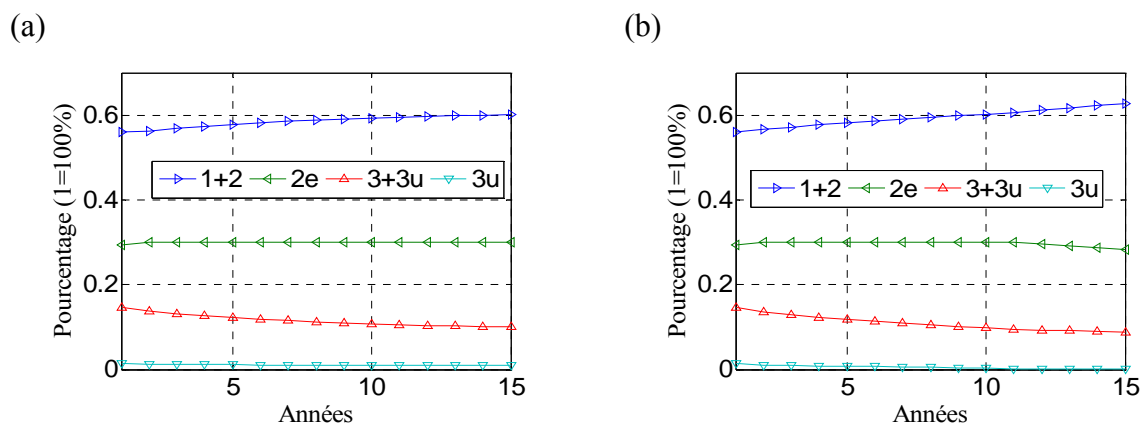 (a)
Pourcentage (1=100%)
0.6
0.4
0.2
0
1+2 2e 3+3u 3u
5 10 15
Années
(b)
Pourcentage (1=100%)
0.6
0.4
0.2
0
1+2 2e 3+3u 3u
5 10 15
Années